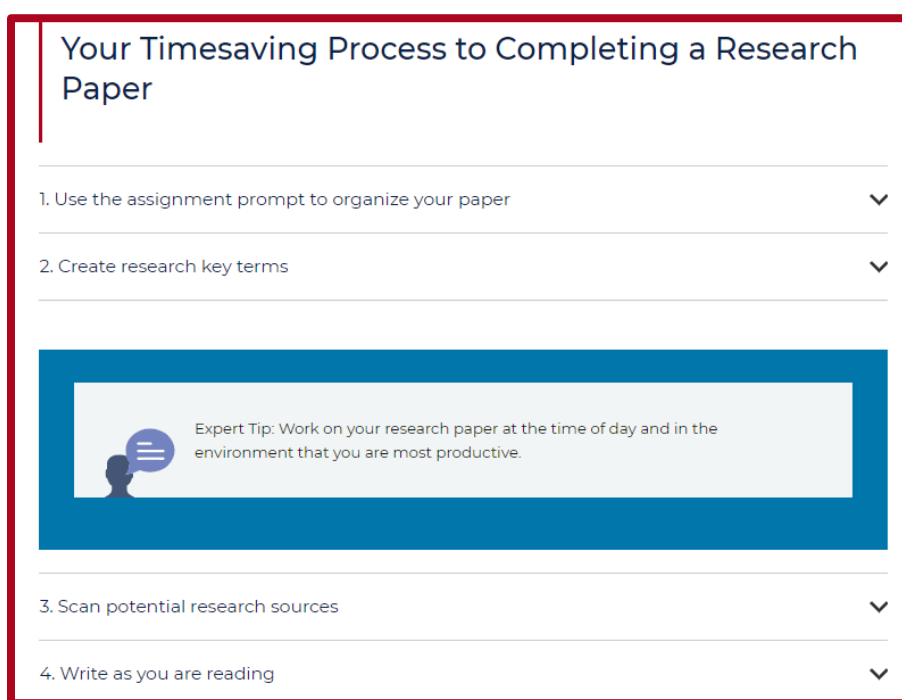 Your Timesaving Process to Completing a Research
Paper
1. Use the assignment prompt to organize your paper
2. Create research key terms
Expert Tip: Work on your research paper at the time of day and in the
environment that you are most productive.
3. Scan potential research sources
4. Write as you are reading